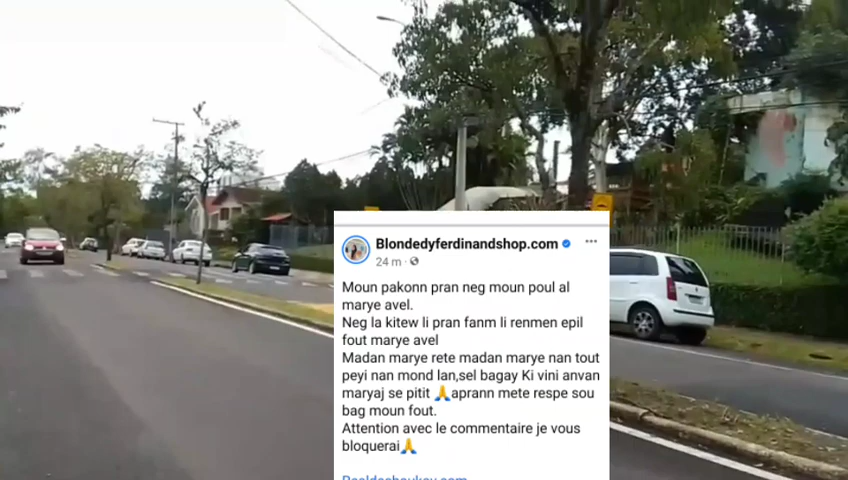 Blondedyferdinandshop.com
24 m
Moun pakonn pran neg moun poul al
marye avel.
Neg la kitew li pran fanm li renmen epil
fout marye avel
Madan marye rete madan marye nan tout
peyi nan mond lan,sel bagay Ki vini anvan
maryaj se pitit 🙏aprann mete respe sou
bag moun fout.
Attention avec le commentaire je vous
bloquerai🙏